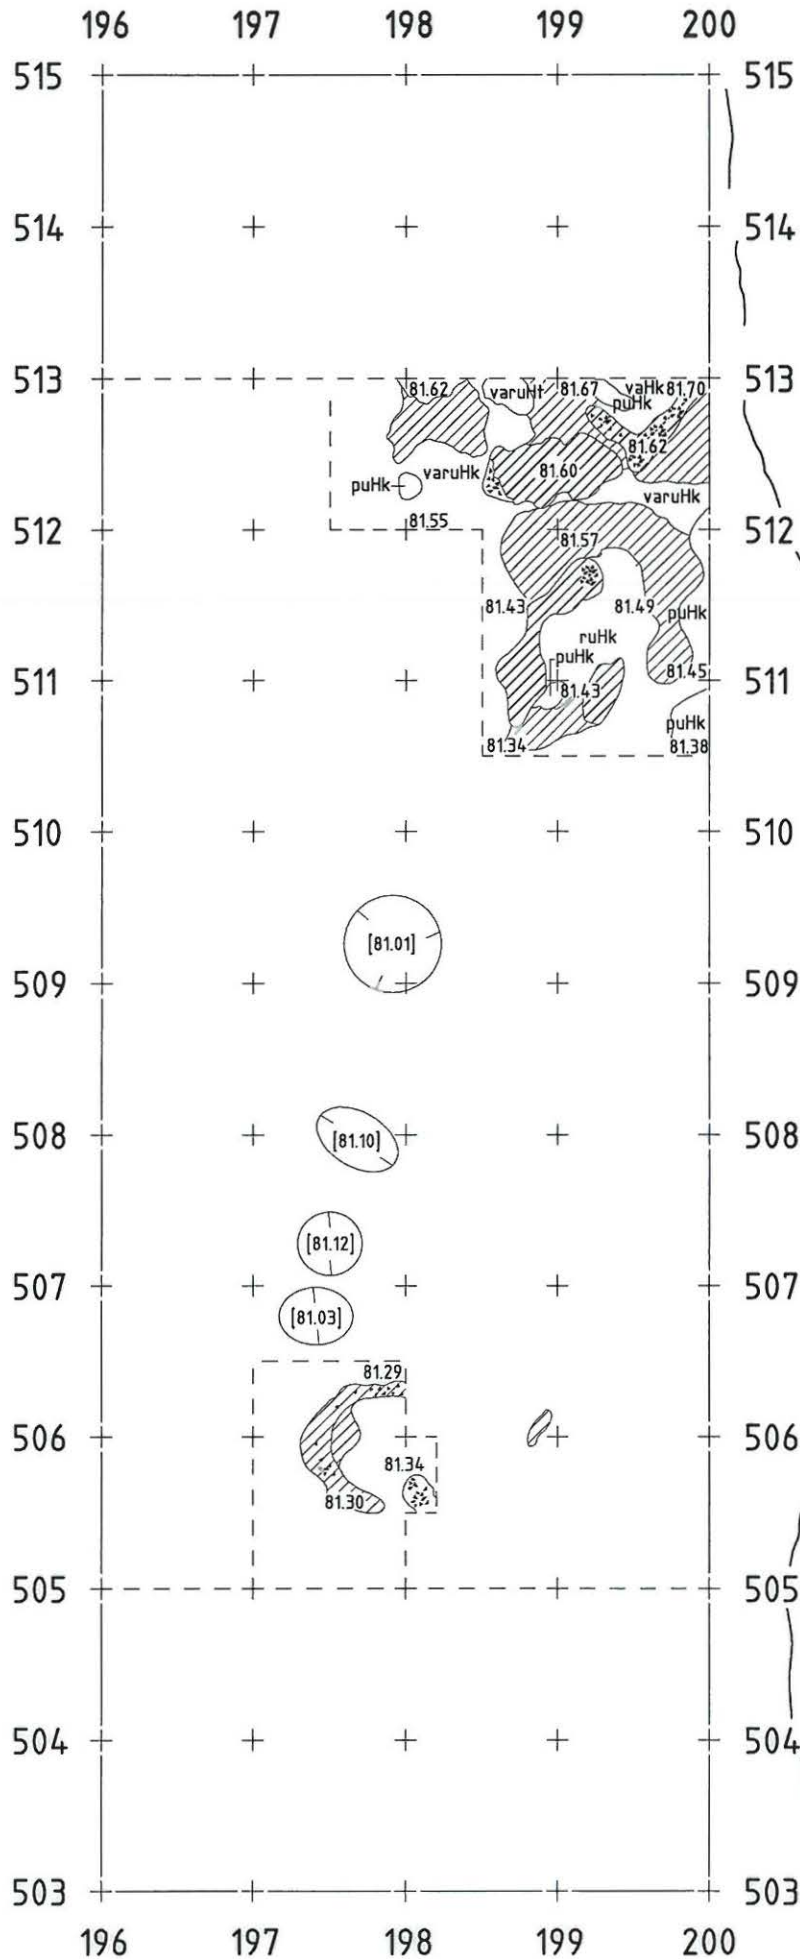 196 197 198 199 200
515 515
514 514
513 513
81.62 varuHt 81.67 vaHk 81.70
puHk
81.62
varuHk 81.60
puHk varuHk
81.55
512 512
81.57
81.43 81.49 puHk
ruHk
puHk
81.45
511 511
81.43
puHk
81.34 81.38
510 510
[81.01]
509 509
508 [81.10] 508
[81.12]
507 507
[81.03]
81.29
506 506
81.34
81.30
505 505
504 504
503 503
196 197 198 199 200